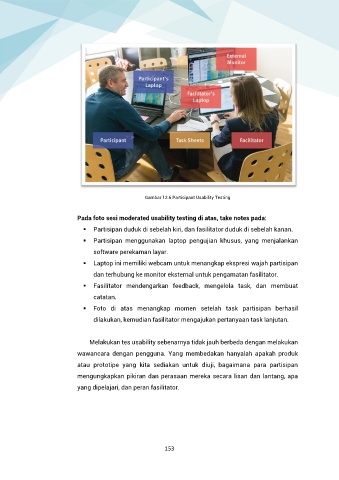 External
Monitor
Participant's
Laptop
Facilitator's
Laptop
Participant
Task Sheets
Facilitator
Gambar 12.6 Participant Usability Testing
Pada foto sesi moderated usability testing di atas, take notes pada:
▪ Partisipan duduk di sebelah kiri, dan fasilitator duduk di sebelah kanan.
▪ Partisipan menggunakan laptop pengujian khusus, yang menjalankan
software perekaman layar.
▪ Laptop ini memiliki webcam untuk menangkap ekspresi wajah partisipan
dan terhubung ke monitor eksternal untuk pengamatan fasilitator.
▪ Fasilitator mendengarkan feedback, mengelola task, dan membuat
catatan.
▪ Foto di atas menangkap momen setelah task partisipan berhasil
dilakukan, kemudian fasilitator mengajukan pertanyaan task lanjutan.
Melakukan tes usability sebenarnya tidak jauh berbeda dengan melakukan
wawancara dengan pengguna. Yang membedakan hanyalah apakah produk
atau prototipe yang kita sediakan untuk diuji, bagaimana para partisipan
mengungkapkan pikiran dan perasaan mereka secara lisan dan lantang, apa
yang dipelajari, dan peran fasilitator.
153